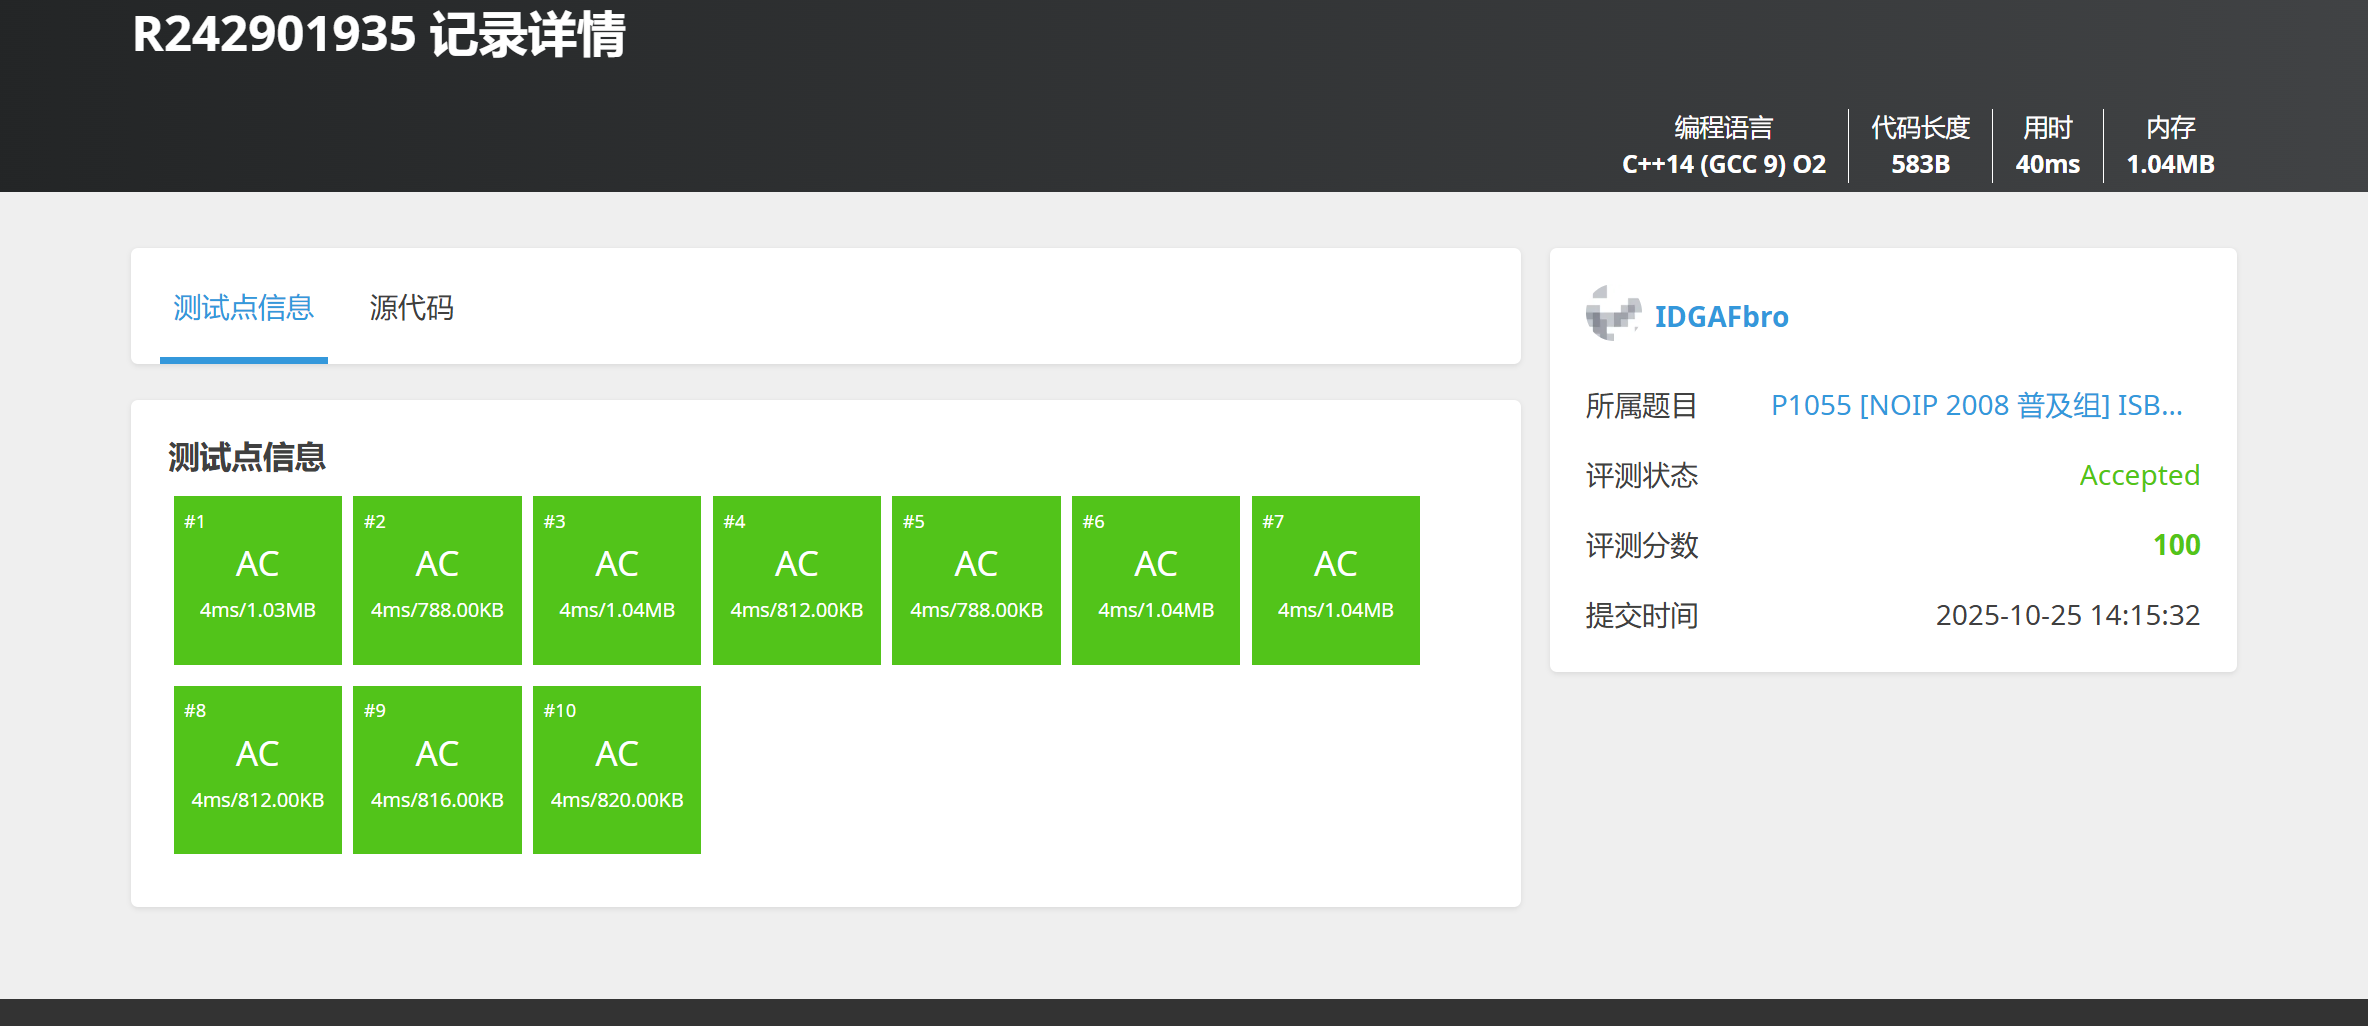 R242901935 记录详情
编程语言 代码长度 用时 内存
C++14 (GCC 9) O2 583B 40ms 1.04MB
测试点信息 源代码
测试点信息
#1 #2 #3 #4 #5 #6 #7
AC AC AC AC AC AC AC
4ms/1.03MB 4ms/788.00KB 4ms/1.04MB 4ms/812.00KB 4ms/788.00KB 4ms/1.04MB 4ms/1.04MB
#8 #9 #10
AC AC AC
4ms/812.00KB 4ms/816.00KB 4ms/820.00KB
IDGAFbro
所属题目 P1055 [NOIP 2008 普及组] ISB...
评测状态 Accepted
评测分数 100
提交时间 2025-10-25 14:15:32